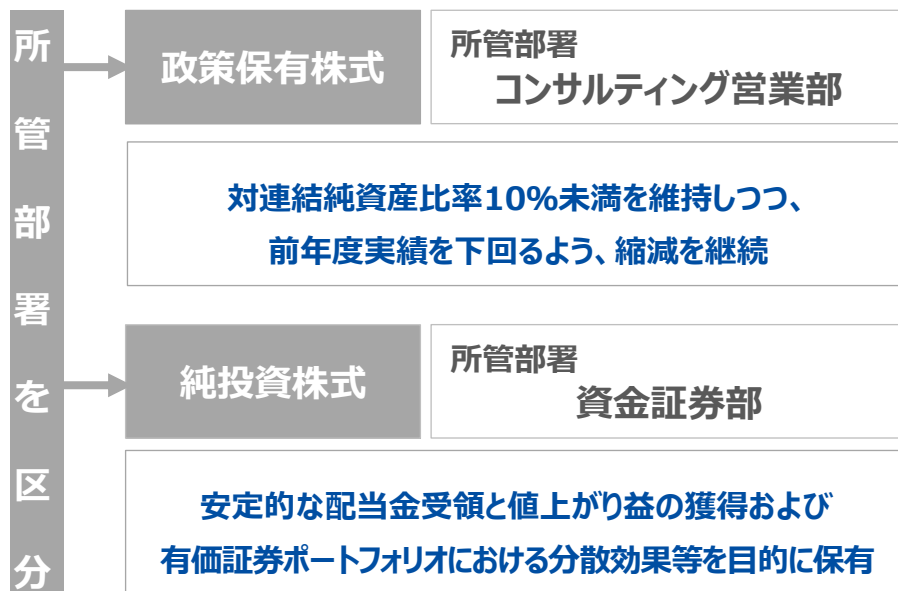 所管部署を区分
政策保有株式
所管部署
コンサルティング営業部
対連結純資産比率10%未満を維持しつつ、
前年度実績を下回るよう、縮減を継続
純投資株式
所管部署
資金証券部
安定的な配当金受領と値上がり益の獲得および
有価証券ポートフォリオにおける分散効果等を目的に保有